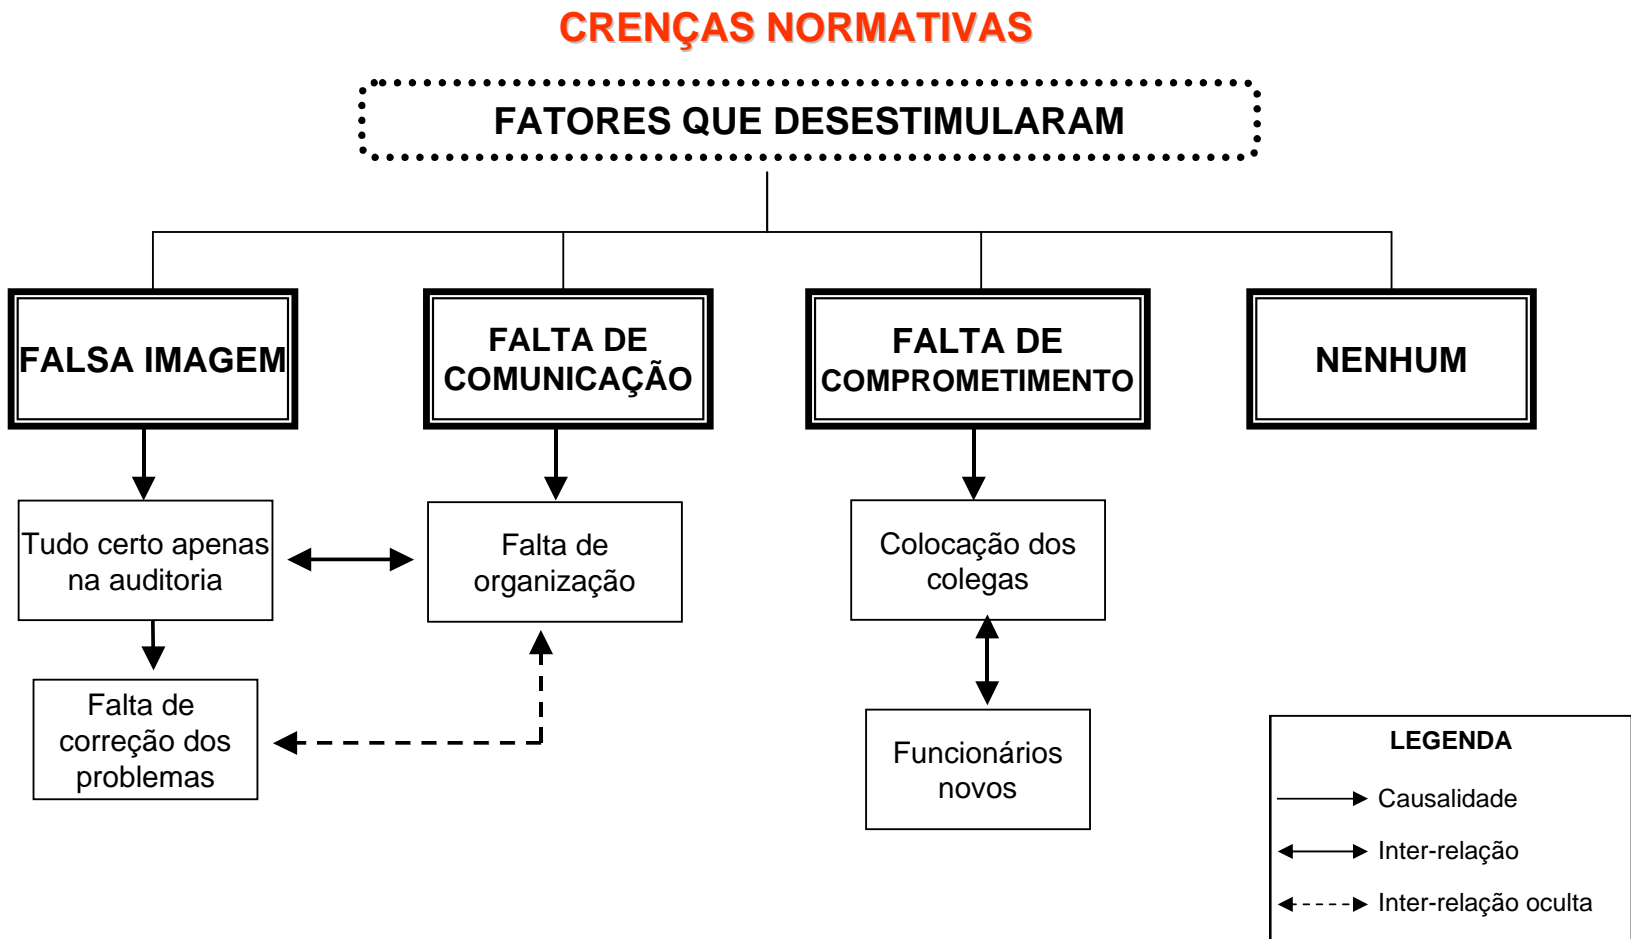 CRENÇAS NORMATIVAS
FATORES QUE DESESTIMULARAM
FALSA IMAGEM
FALTA DE
COMUNICAÇÃO
FALTA DE
COMPROMETIMENTO
NENHUM
Tudo certo apenas
na auditoria
Falta de
organização
Colocação dos
colegas
Falta de
correção dos
problemas
Funcionários
novos
LEGENDA
Causalidade
Inter-relação
Inter-relação oculta